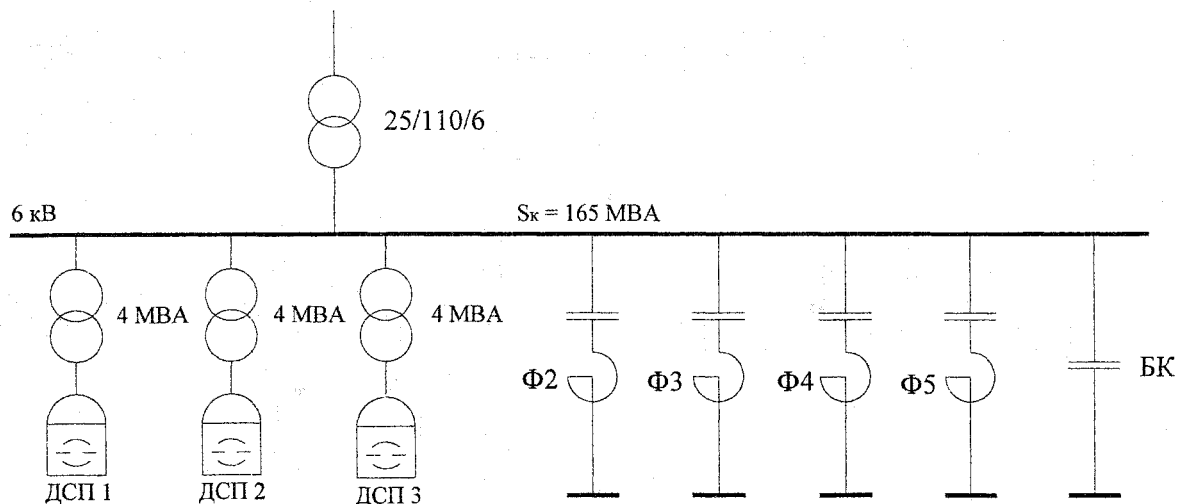 25/110/6
6 кВ
Sк = 165 МВА
4 МВА
4 МВА
4 МВА
Ф2
Ф3
Ф4
Ф5
БК
ДСП 1
ДСП 2
ДСП 3